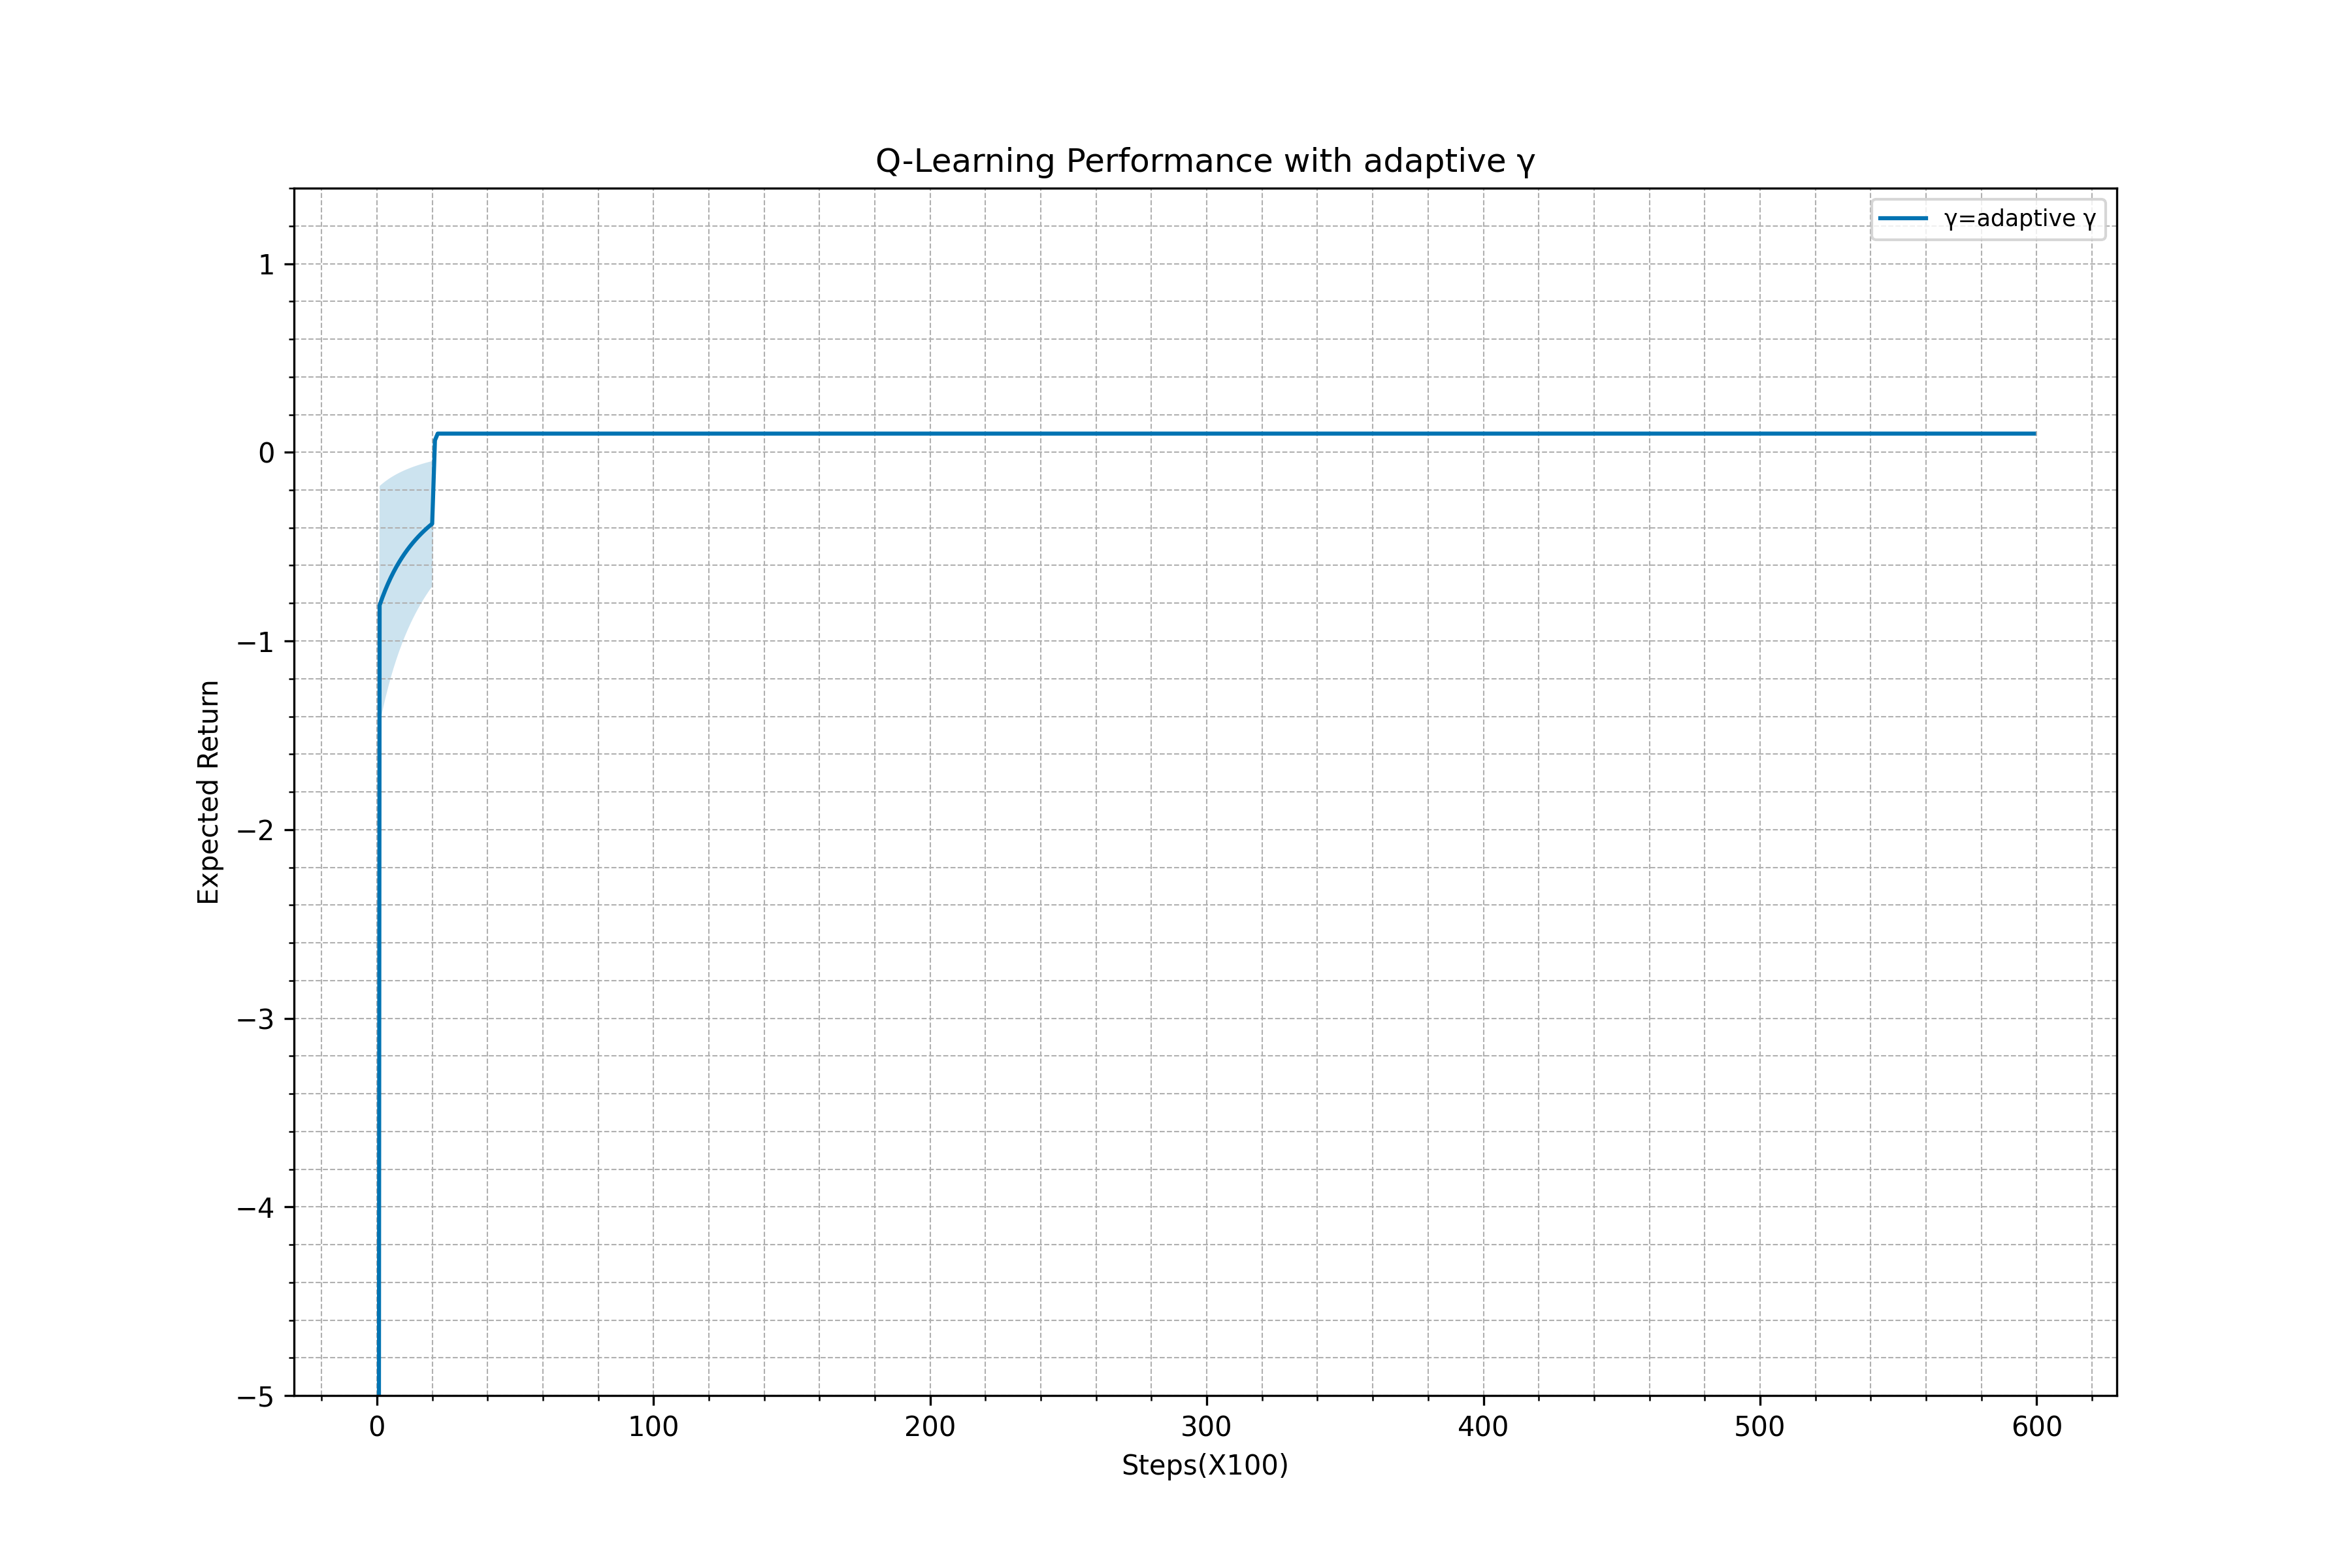 Q-Learning Performance with adaptive γ
γ=adaptive γ
1
0
−1
−2
−3
−4
−5
Expected Return
0 100 200 300 400 500 600
Steps(X100)